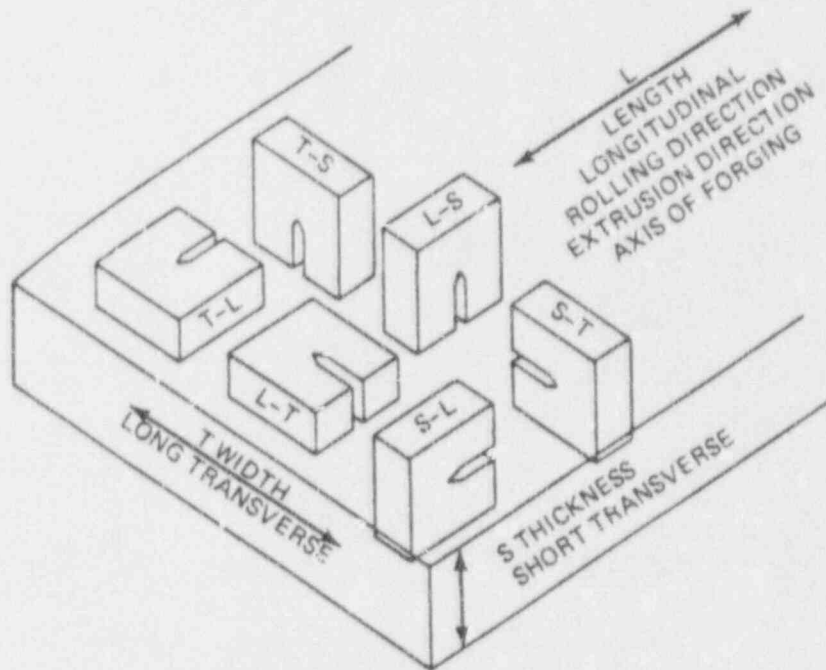 L
LENGTH
LONGITUDINAL
ROLLING DIRECTION
EXTRUSION DIRECTION
AXIS OF FORGING
T-S
L-S
T-L
S-T
L-T
S-L
T WIDTH
LONG TRANSVERSE
S THICKNESS
SHORT TRANSVERSE